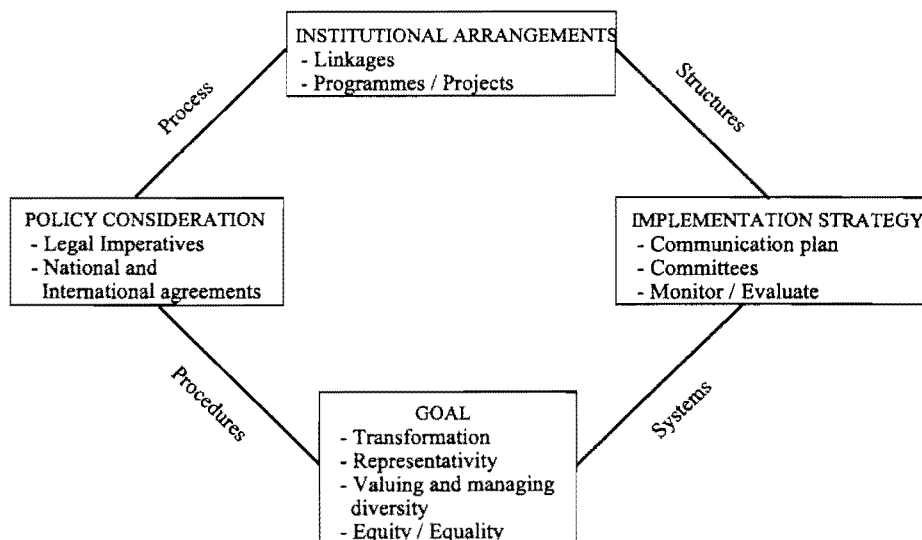 INSTITUTIONAL ARRANGEMENTS
- Linkages
- Programmes / Projects
Process
Structures
POLICY CONSIDERATION
- Legal Imperatives
- National and
International agreements
IMPLEMENTATION STRATEGY
- Communication plan
- Committees
- Monitor / Evaluate
Procedures
Systems
GOAL
- Transformation
- Representativity
- Valuing and managing
diversity
- Equity / Equality